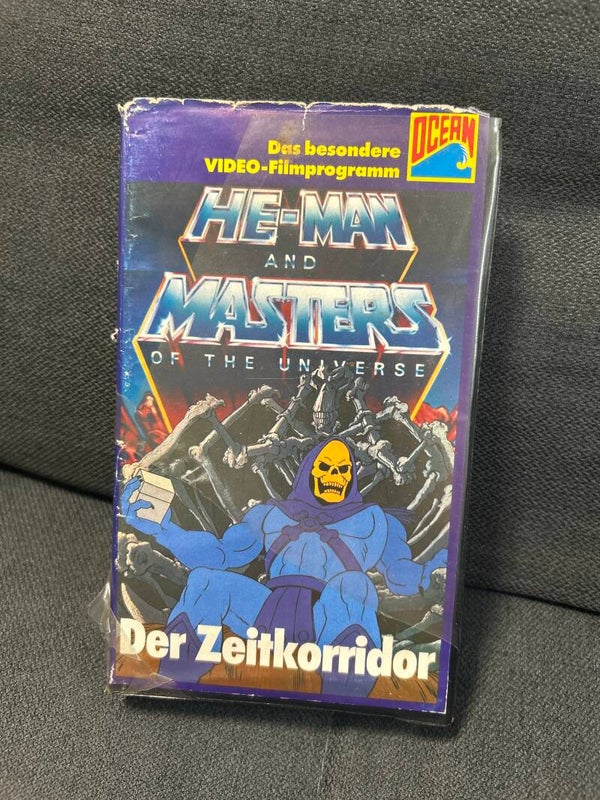 Das besondere
VIDEO-Filmprogramm
OCEAN
HE-MAN
AND
MASTERS
OF THE UNIVERSE
Der Zeitkorridor